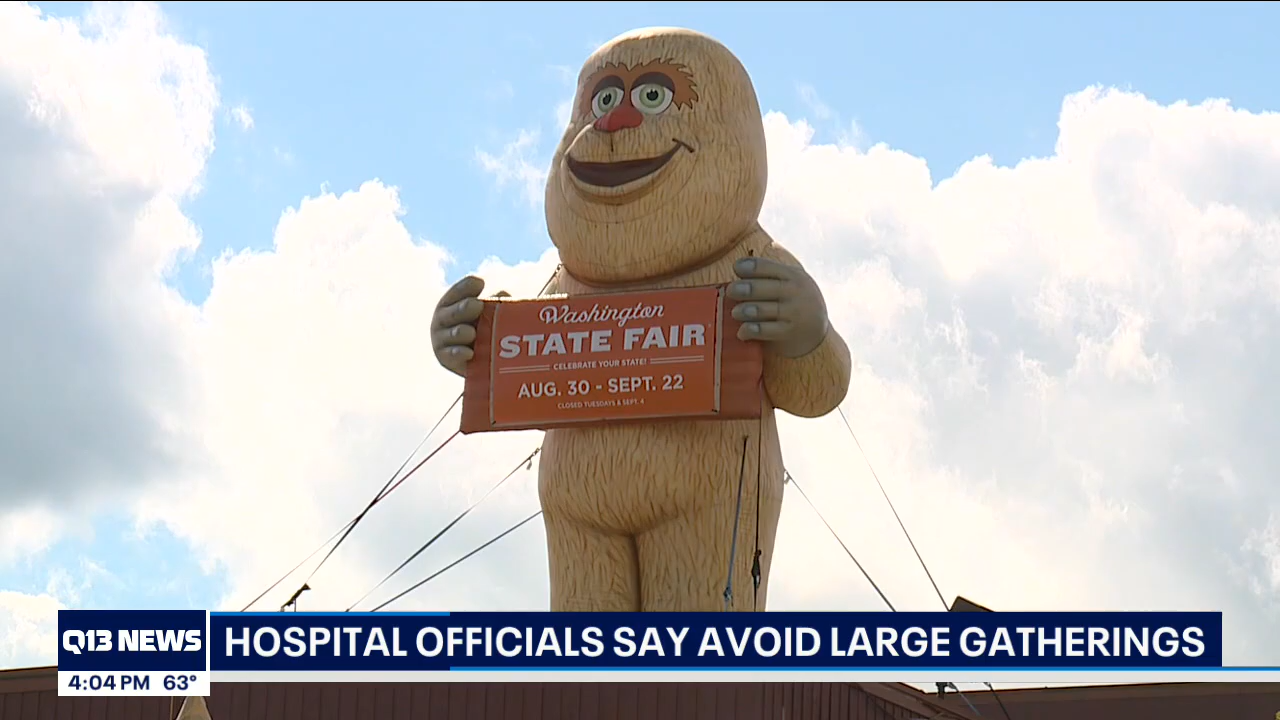 Washington
STATE FAIR
CELEBRATE YOUR STATE!
AUG. 30 - SEPT. 22
CLOSED TUESDAYS & SEPT. 4
Q13 NEWS
HOSPITAL OFFICIALS SAY AVOID LARGE GATHERINGS
4:04 PM 63°